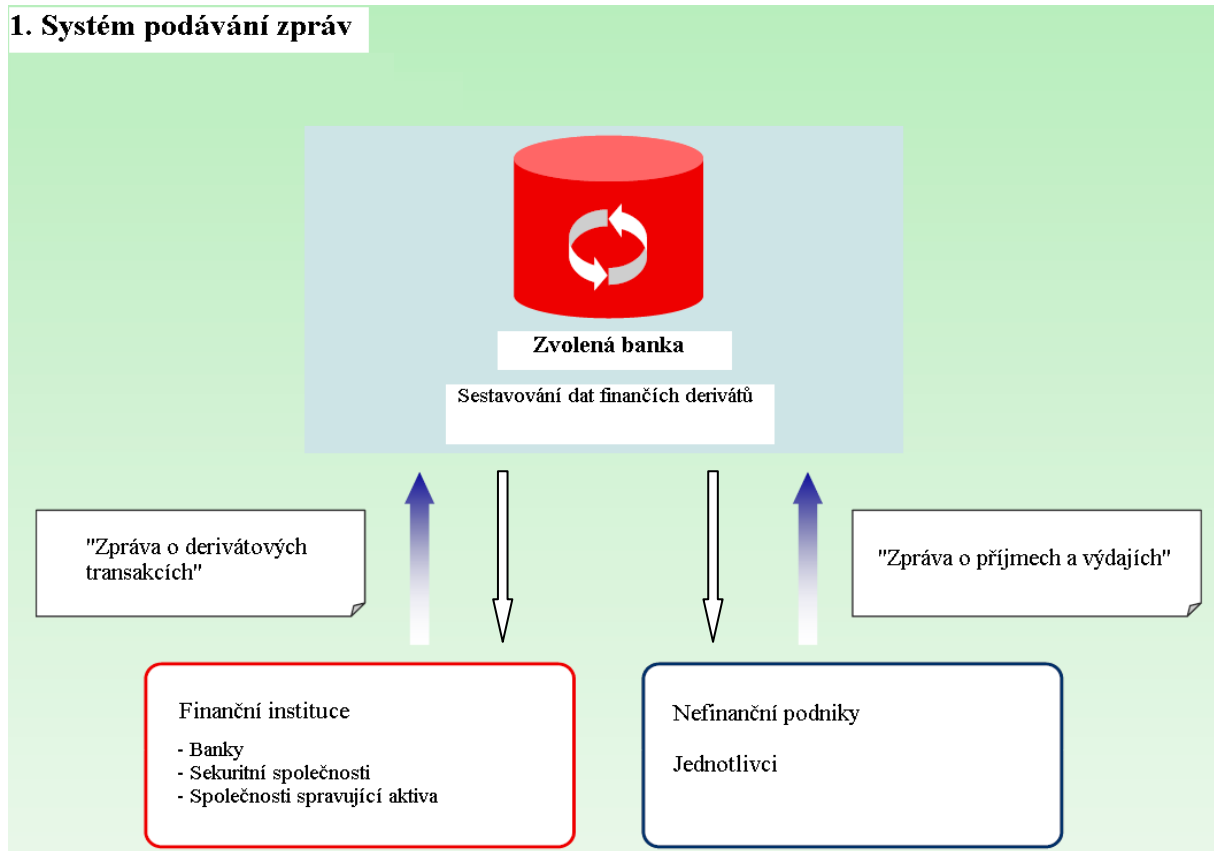 1. Systém podávání zpráv
Zvolená banka
Sestavování dat finančích derivátů
"Zpráva o derivátových
transakcích"
"Zpráva o příjmech a výdajích"
Finanční instituce
- Banky
- Sekuritní společnosti
- Společnosti spravující aktiva
Nefinanční podniky
Jednotlivci